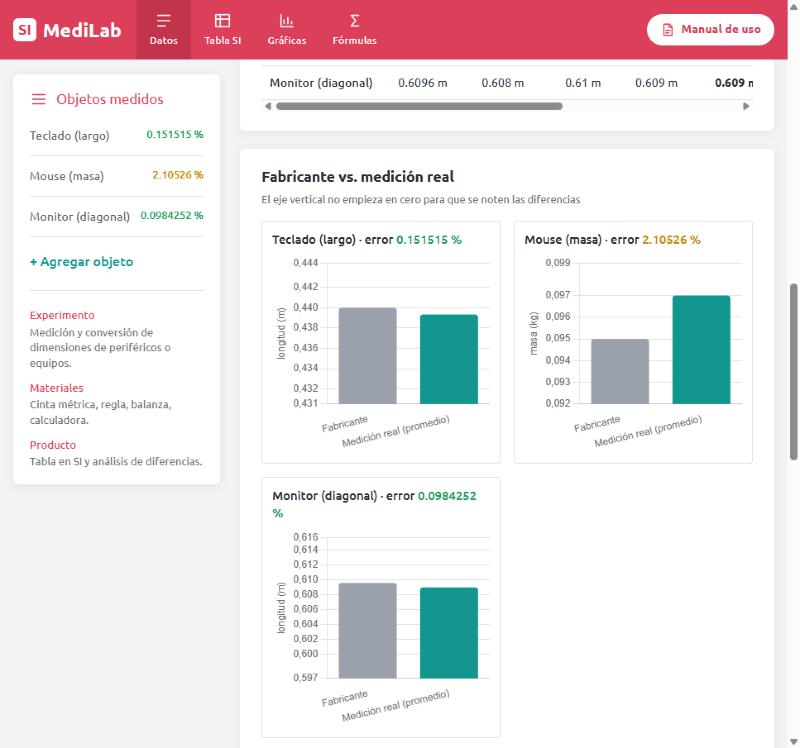 SI MediLab
Datos
Tabla SI
Gráficas
Fórmulas
Manual de uso
Objetos medidos
Teclado (largo) 0.151515 %
Mouse (masa) 2.10526 %
Monitor (diagonal) 0.0984252 %
+ Agregar objeto
Experimento
Medición y conversión de
dimensiones de periféricos o
equipos.
Materiales
Cinta métrica, regla, balanza,
calculadora.
Producto
Tabla en SI y análisis de diferencias.
Monitor (diagonal) 0.6096 m 0.608 m 0.61 m 0.609 m 0.609
Fabricante vs. medición real
El eje vertical no empieza en cero para que se noten las diferencias
Teclado (largo) · error 0.151515 %
0,444
0,442
0,440
0,438
0,436
0,434
0,432
0,431
longitud (m)
Fabricante
Medición real (promedio)
Mouse (masa) · error 2.10526 %
0,099
0,097
0,096
0,095
0,094
0,093
0,092
masa (kg)
Fabricante
Medición real (promedio)
Monitor (diagonal) · error 0.0984252
%
0,616
0,614
0,612
0,610
0,608
0,606
0,604
0,602
0,600
0,597
longitud (m)
Fabricante
Medición real (promedio)